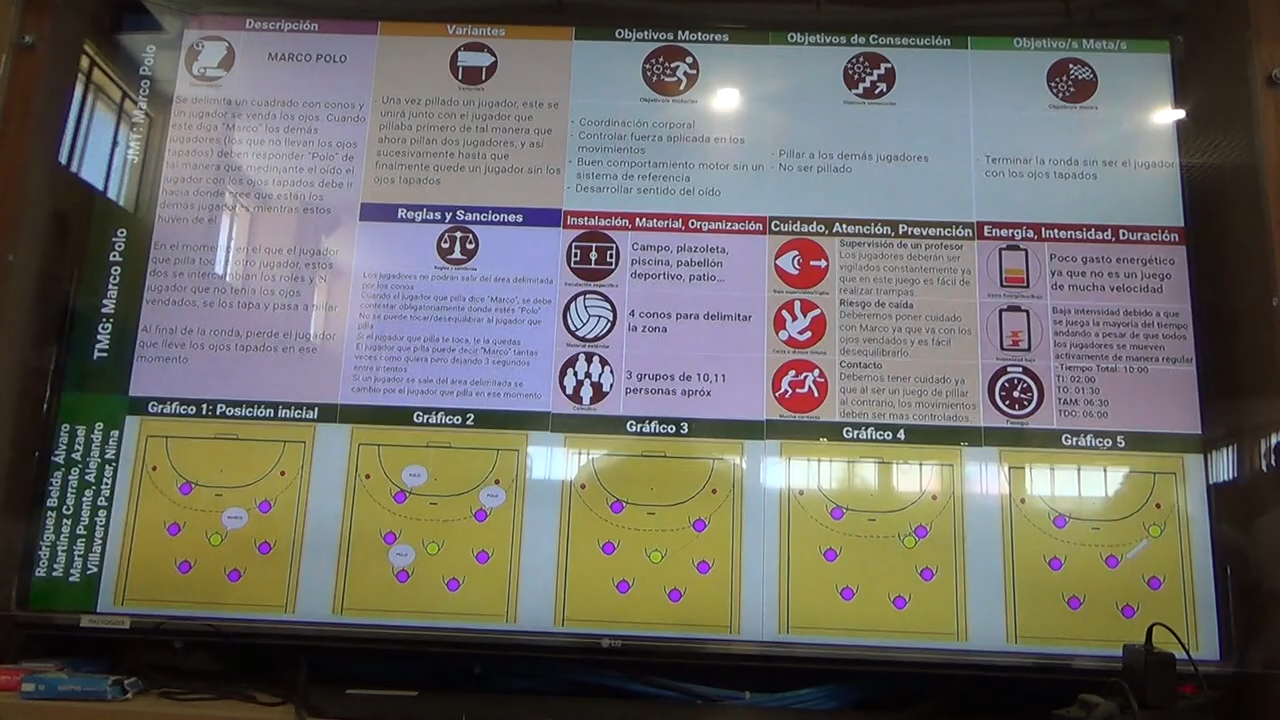 JMT: Marco Polo
TMG: Marco Polo
Rodríguez Belda, Álvaro
Martínez Cerrato, Azael
Martín Puente, Alejandro
Villaverde Patzer, Nina
Descripción
MARCO POLO
Se delimita un cuadrado con conos y
un jugador se venda los ojos. Cuando
este diga "Marco" los demás
jugadores (los que no llevan los ojos
tapados) deben responder "Polo" de
tal manera que mediante el oído el
jugador con los ojos tapados debe ir
hacia donde cree que están los
demás jugadores mientras estos
huyen de el
En el momento en el que el jugador
que pilla toca otro jugador, estos
dos se intercambian los roles y
jugador que no tenía los ojos
vendados, se los tapa y pasa a pillar
Al final de la ronda, pierde el jugador
que lleve los ojos tapados en ese
momento
Variantes
Variante/s
- Una vez pillado un jugador, este se
unirá junto con el jugador que
pillaba primero de tal manera que
ahora pillan dos jugadores, y así
sucesivamente hasta que
finalmente quede un jugador sin los
ojos tapados
Objetivos Motores
Objetivo/s motor/es
- Coordinación corporal
- Controlar fuerza aplicada en los
movimientos
- Buen comportamiento motor sin un
sistema de referencia
- Desarrollar sentido del oído
Objetivos de Consecución
- Pillar a los demás jugadores
- No ser pillado
Objetivo/s Meta/s
- Terminar la ronda sin ser el jugador
con los ojos tapados
Reglas y Sanciones
Reglas y sanciones
Los jugadores no podrán salir del área delimitada
por los conos
Cuando el jugador que pilla dice "Marco", se debe
contestar obligatoriamente donde estés "Polo"
No se puede tocar/desequilibrar al jugador que
pilla
Si el jugador que pilla te toca, te la quedas
El jugador que pilla puede decir "Marco" tantas
veces como quiera pero dejando 3 segundos
entre intentos
Si un jugador se sale del área delimitada se
cambio por el jugador que pilla en ese momento
Instalación, Material, Organización
Instalación específica
Campo, plazoleta,
piscina, pabellón
deportivo, patio...
Material estándar
4 conos para delimitar
la zona
Colectivo
3 grupos de 10,11
personas apróx
Cuidado, Atención, Prevención
Supervisión de un profesor
Los jugadores deberán ser
vigilados constantemente ya
que en este juego es fácil de
realizar trampas.
Riesgo de caída
Deberemos poner cuidado
con Marco ya que va con los
ojos vendados y es fácil
desequilibrarlo.
Mucho contacto
Contacto
Debemos tener cuidado ya
que al ser un juego de pillar
al contrario, los movimientos
deben ser mas controlados.
Energía, Intensidad, Duración
Poco gasto energético
ya que no es un juego
de mucha velocidad
Intensidad baja
Baja intensidad debido a que
se juega la mayoría del tiempo
andando a pesar de que todos
los jugadores se mueven
activamente de manera regular
Tiempo
-Tiempo Total: 10:00
TI: 02:00
TO: 01:30
TAM: 06:30
TDO: 06:00
Gráfico 1: Posición inicial
MARCO
Gráfico 2
POLO
POLO
POLO
Gráfico 3
Gráfico 4
Gráfico 5
LG